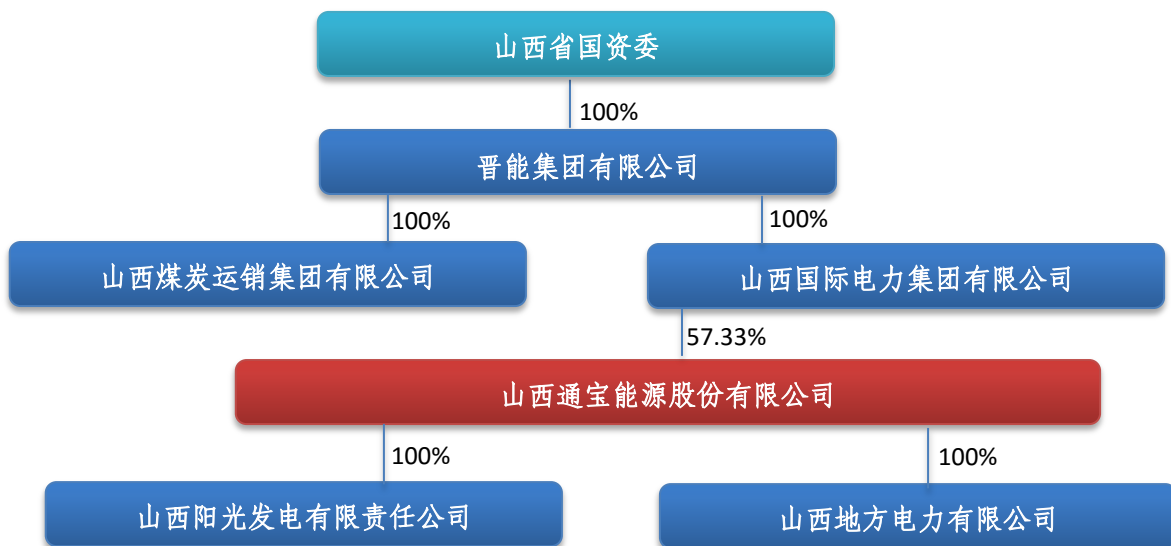 山西省国资委
100%
晋能集团有限公司
100%
100%
山西煤炭运销集团有限公司
山西国际电力集团有限公司
57.33%
山西通宝能源股份有限公司
100%
100%
山西阳光发电有限责任公司
山西地方电力有限公司